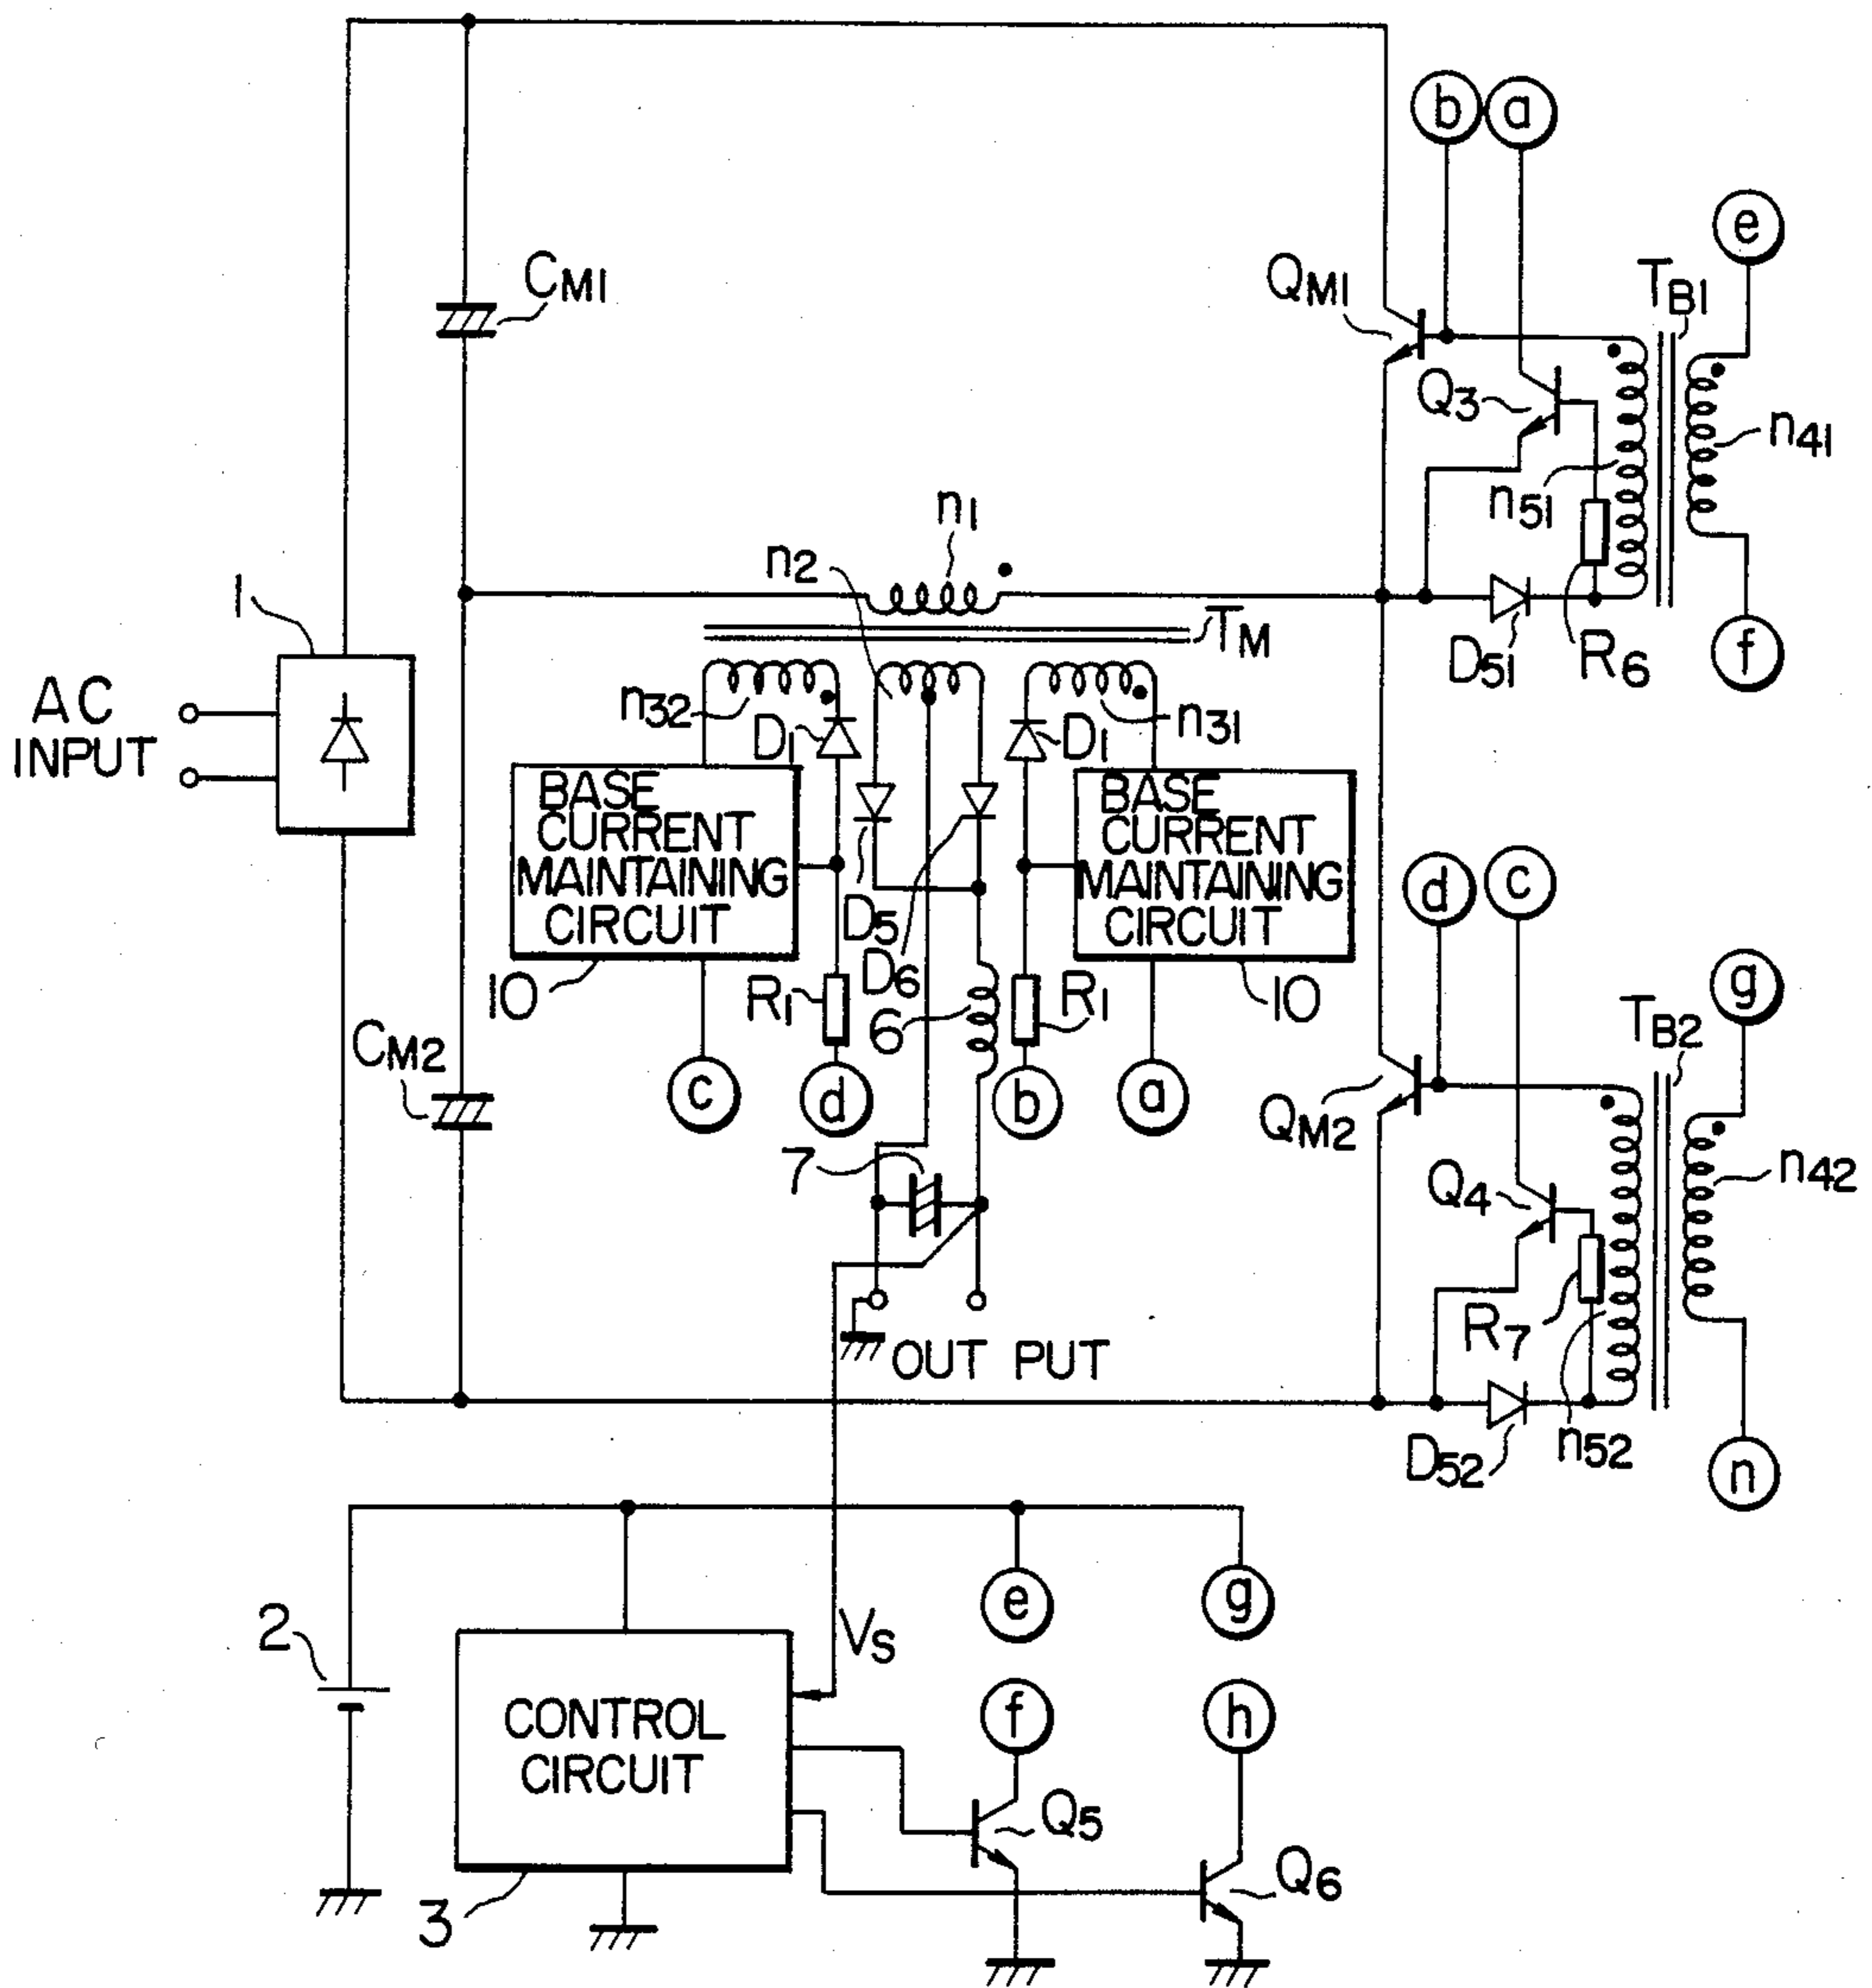 b
a
e
CM1
QM1
TB1
Q3
n41
n51
n1
n2
1
TM
D51
R6
f
AC
INPUT
n32
D1
D1
n31
BASE
CURRENT
MAINTAINING
CIRCUIT
BASE
CURRENT
MAINTAINING
CIRCUIT
d
c
D5
D6
10
R1
6
R1
10
g
TB2
CM2
c
d
b
a
QM2
7
Q4
n42
R7
OUT PUT
D52
n52
n
e
g
2
VS
CONTROL
CIRCUIT
f
h
Q5
Q6
3